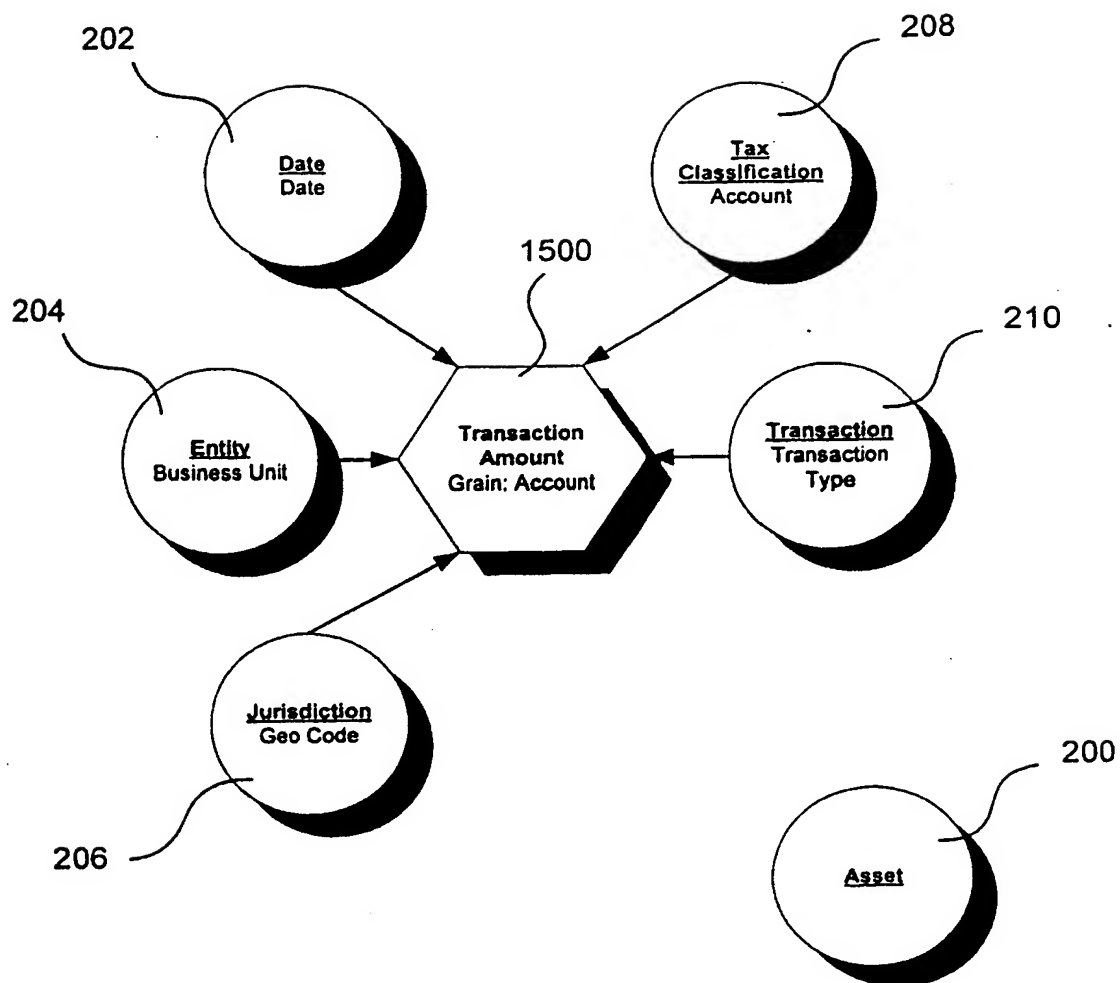 202
208
Date
Date
Tax
Classification
Account
1500
204
210
Entity
Business Unit
Transaction
Amount
Grain: Account
Transaction
Transaction
Type
Jurisdiction
Geo Code
200
206
Asset